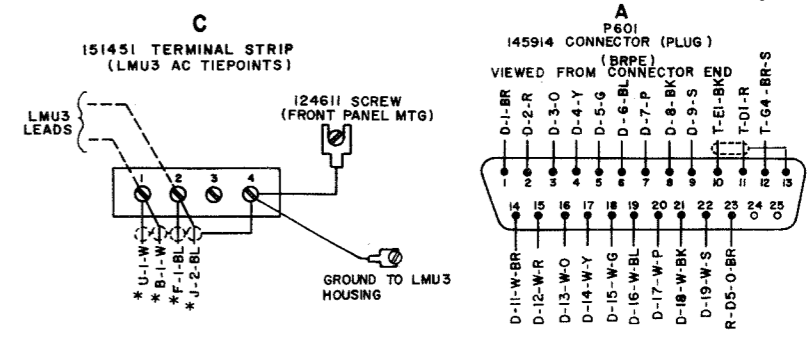 C
151451 TERMINAL STRIP
(LMU3 AC TIEPOINTS)
LMU3
LEADS
124611 SCREW
(FRONT PANEL MTG)
1 2 3 4
* U-1-W
* B-1-W
* F-1-BL
* J-2-BL
GROUND TO LMU3
HOUSING
A
P601
145914 CONNECTOR (PLUG)
(BRPE)
VIEWED FROM CONNECTOR END
D-1-BR
D-2-R
D-3-O
D-4-Y
D-5-G
D-6-BL
D-7-P
D-8-BK
D-9-S
T-E1-BK
T-D1-R
T-G4-BR-S
1 2 3 4 5 6 7 8 9 10 11 12 13
14 15 16 17 18 19 20 21 22 23 24 25
D-11-W-BR
D-12-W-R
D-13-W-O
D-14-W-Y
D-15-W-G
D-16-W-BL
D-17-W-P
D-18-W-BK
D-19-W-S
R-D5-O-BR